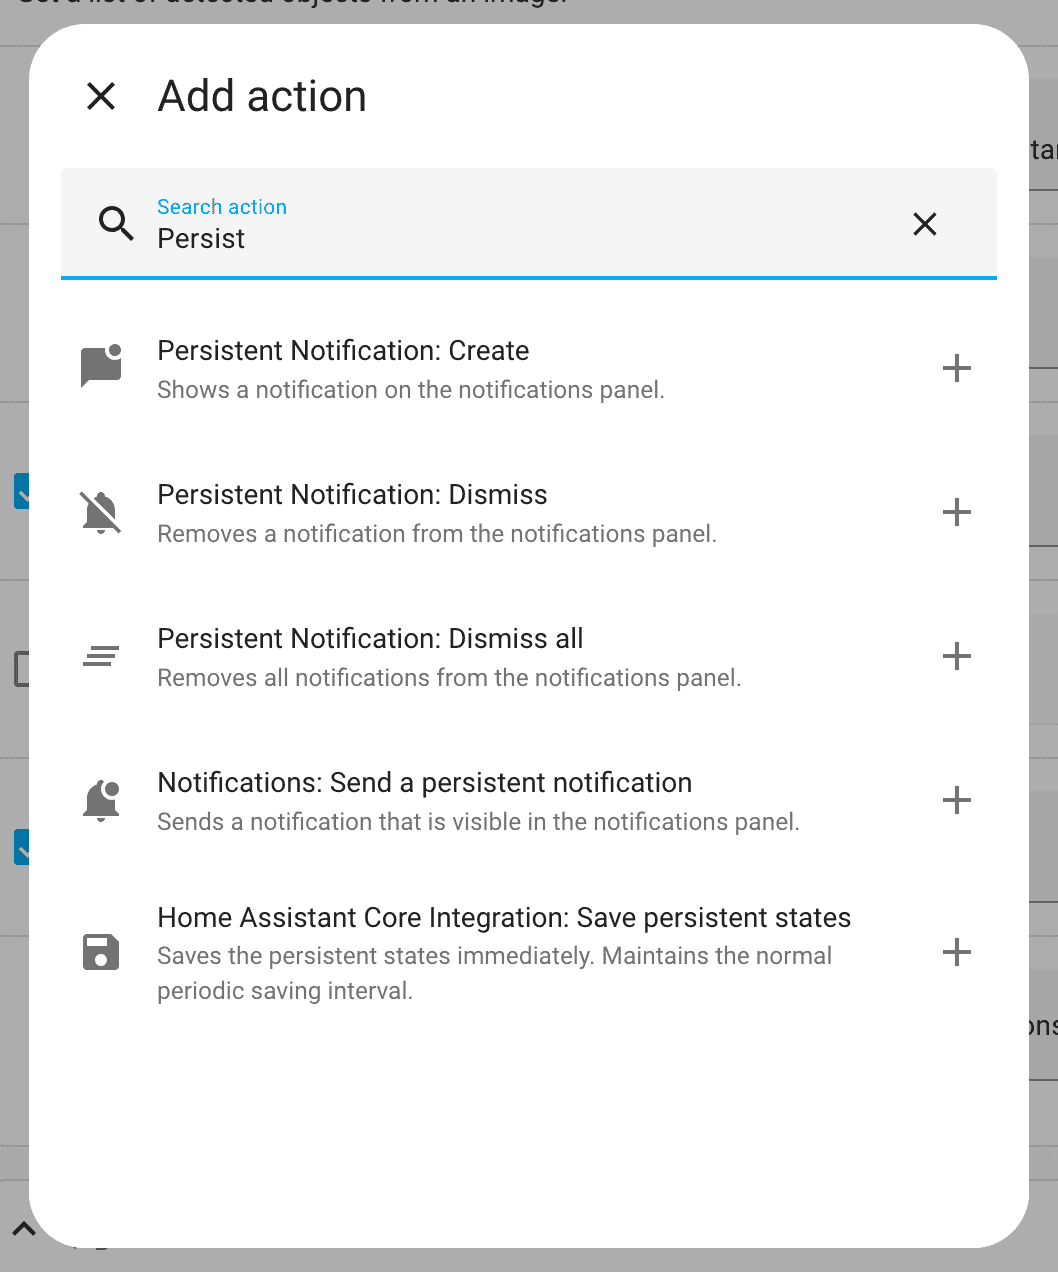 Add action
Search action
Persist
Persistent Notification: Create
Shows a notification on the notifications panel.
Persistent Notification: Dismiss
Removes a notification from the notifications panel.
Persistent Notification: Dismiss all
Removes all notifications from the notifications panel.
Notifications: Send a persistent notification
Sends a notification that is visible in the notifications panel.
Home Assistant Core Integration: Save persistent states
Saves the persistent states immediately. Maintains the normal
periodic saving interval.